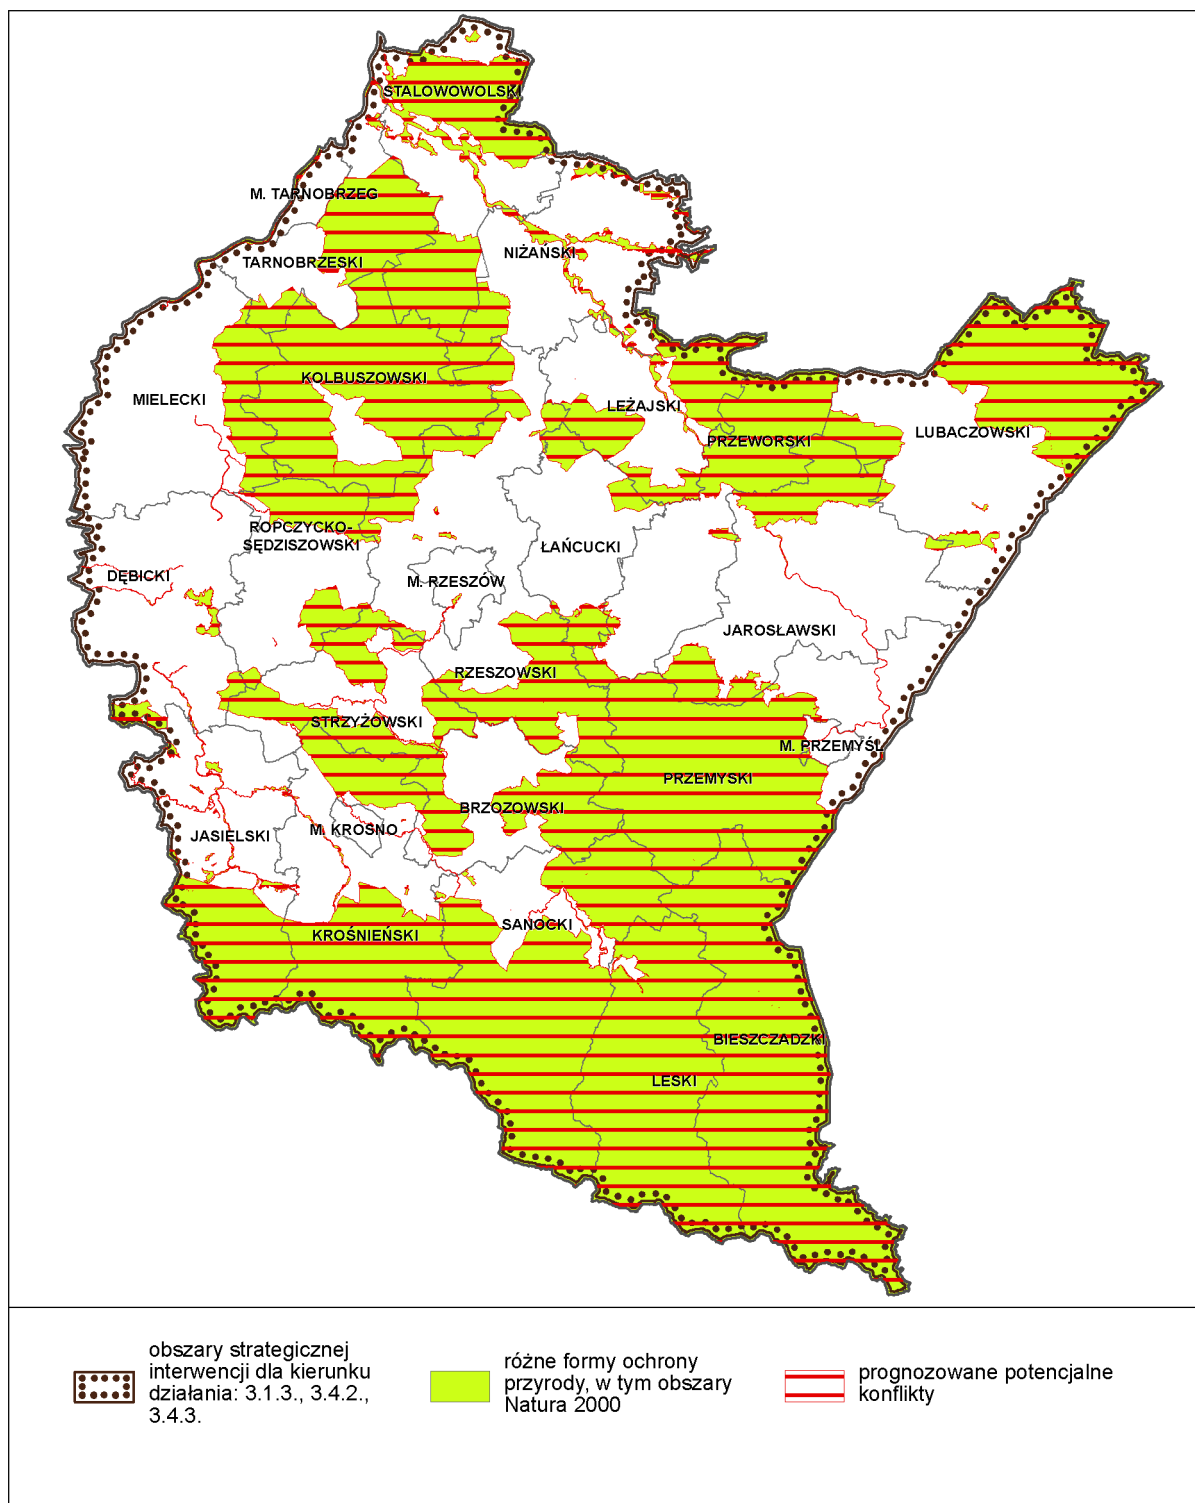 STALOWOWOLSKI
M. TARNOBRZEG
NIŻAŃSKI
TARNOBRZESKI
KOLBUSZOWSKI
MIELECKI
LEŻAJSKI
LUBACZOWSKI
PRZEWORSKI
ROPCZYCKO-
SĘDZISZOWSKI
ŁAŃCUCKI
DĘBICKI
M. RZESZÓW
JAROSŁAWSKI
RZESZOWSKI
STRZYŻOWSKI
M. PRZEMYŚL
PRZEMYSKI
BRZOZOWSKI
M. KROSNO
JASIELSKI
SANOCKI
KROŚNIEŃSKI
BIESZCZADZKI
LESKI
obszary strategicznej
interwencji dla kierunku
działania: 3.1.3., 3.4.2.,
3.4.3.
różne formy ochrony
przyrody, w tym obszary
Natura 2000
prognozowane potencjalne
konflikty